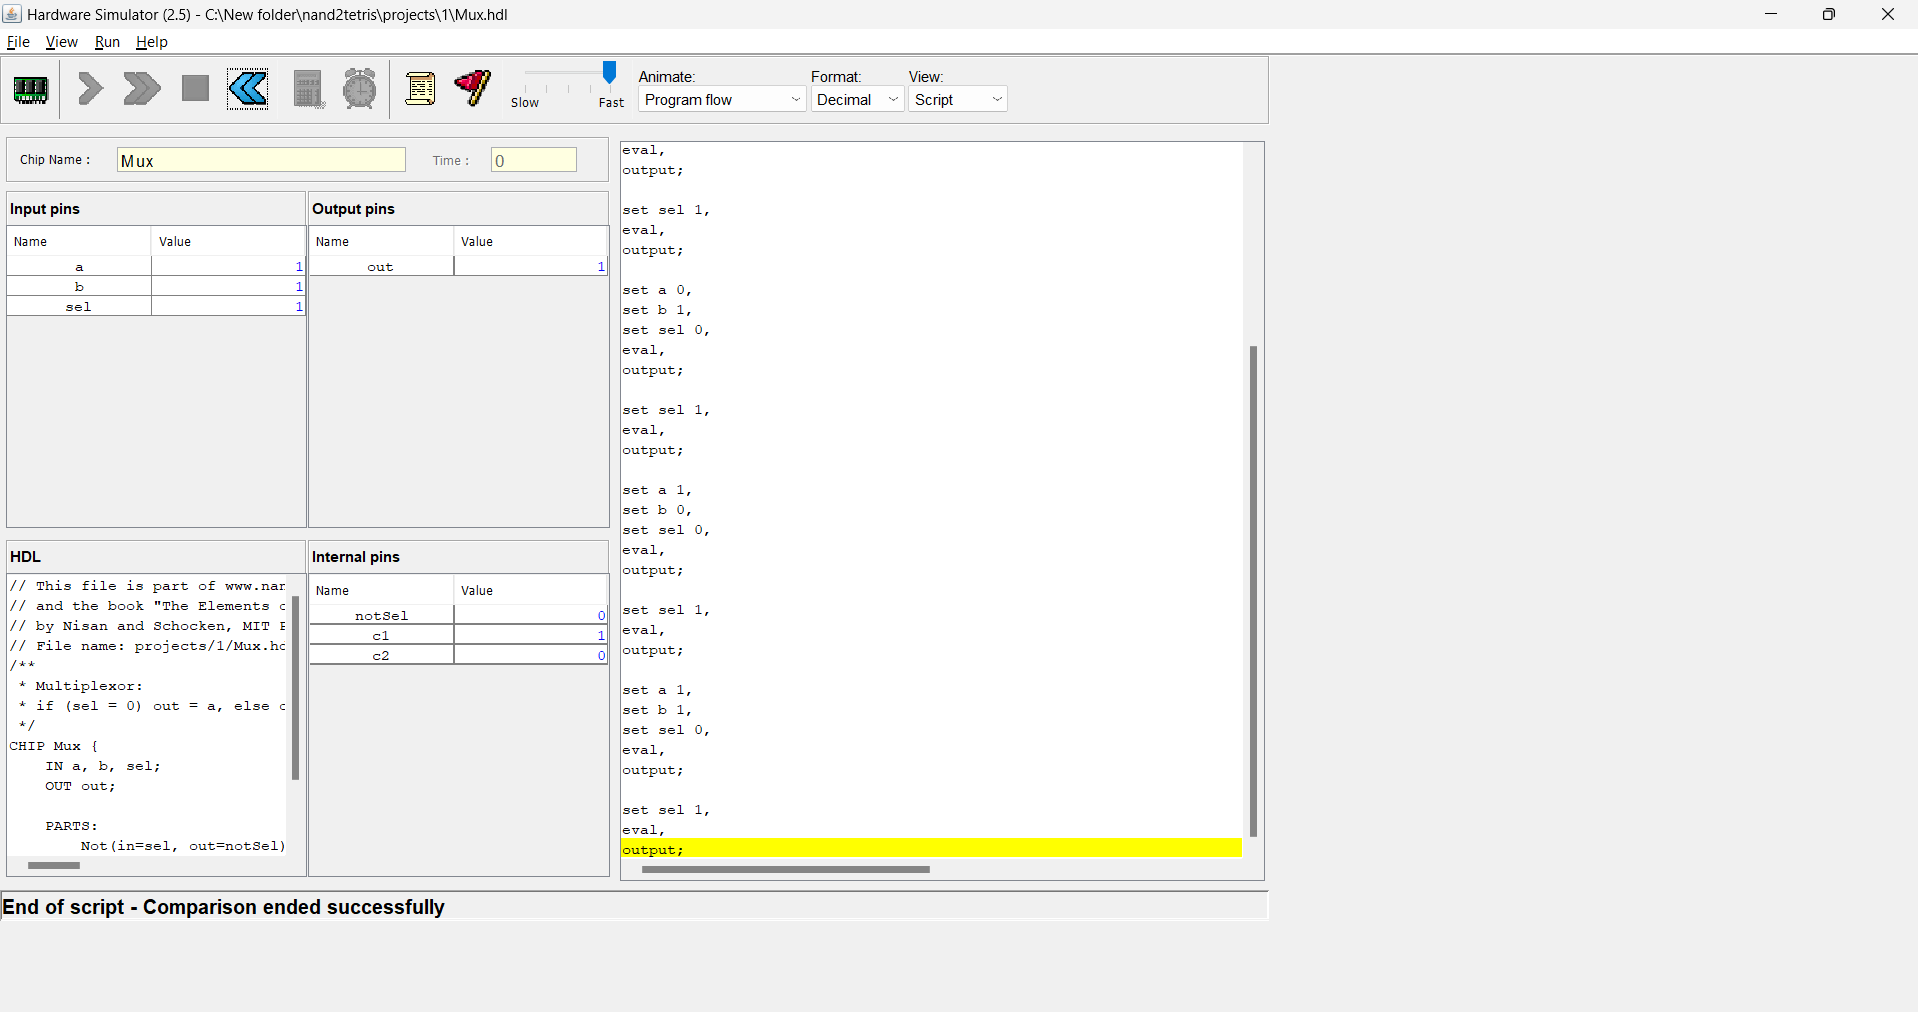 Hardware Simulator (2.5) - C:\New folder\nand2tetris\projects\1\Mux.hdl
File View Run Help
Slow Fast
Animate:
Program flow
Format:
Decimal
View:
Script
Chip Name : Mux Time : 0
Input pins
Name Value
a 1
b 1
sel 1
Output pins
Name Value
out 1
HDL
// This file is part of www.nan
// and the book "The Elements o
// by Nisan and Schocken, MIT P
// File name: projects/1/Mux.hd
/**
* Multiplexor:
* if (sel = 0) out = a, else o
*/
CHIP Mux {
IN a, b, sel;
OUT out;
PARTS:
Not(in=sel, out=notSel)
Internal pins
Name Value
notSel 0
c1 1
c2 0
eval,
output;
set sel 1,
eval,
output;
set a 0,
set b 1,
set sel 0,
eval,
output;
set sel 1,
eval,
output;
set a 1,
set b 0,
set sel 0,
eval,
output;
set sel 1,
eval,
output;
set a 1,
set b 1,
set sel 0,
eval,
output;
set sel 1,
eval,
output;
End of script - Comparison ended successfully